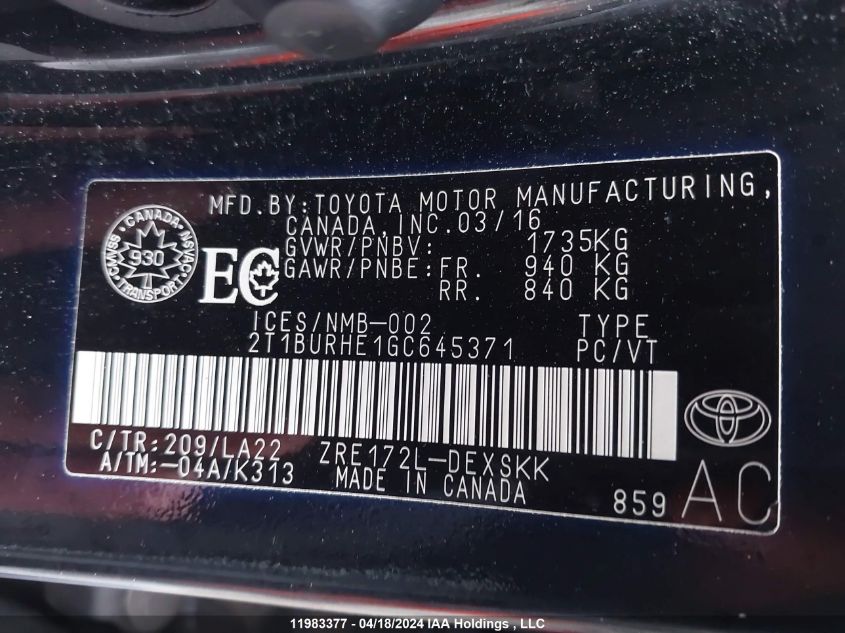 MFD.BY:TOYOTA MOTOR MANUFACTURING,
CANADA,INC.03/16
GVWR/PNBV: 1735KG
GAWR/PNBE:FR. 940 KG
RR. 840 KG
CANADA
CMVSS NSVAC
930
TRANSPORT
EC
ICES/NMB-002 TYPE
2T1BURHE1GC645371 PC/VT
C/TR:209/LA22 ZRE172L-DEXSKK
A/TM:-04A/K313 MADE IN CANADA
859 AC
11983377 - 04/18/2024 IAA Holdings , LLC